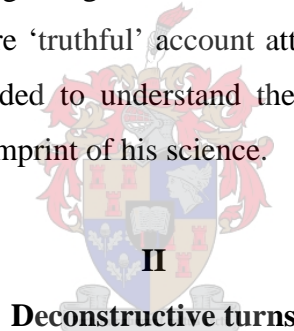 re ‘truthful’ account att
ded to understand the
mprint of his science.
II
Deconstructive turns